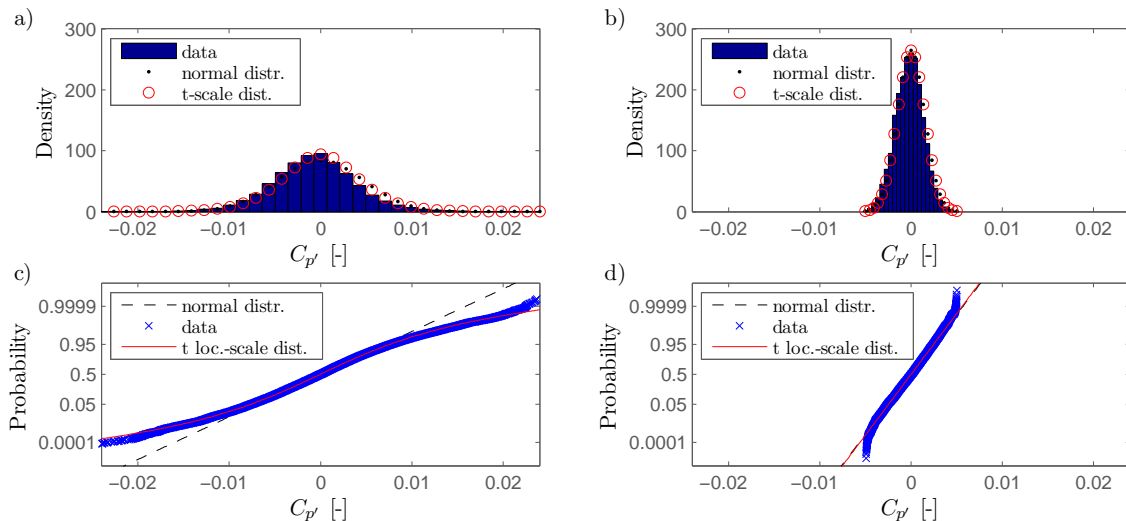 a)
300
200
100
0
Density
data
normal distr.
t-scale dist.
−0.02 −0.01 0 0.01 0.02
C_{p′} [-]
b)
300
200
100
0
Density
data
normal distr.
t-scale dist.
−0.02 −0.01 0 0.01 0.02
C_{p′} [-]
c)
0.9999
0.95
0.5
0.05
0.0001
Probability
normal distr.
data
t loc.-scale dist.
−0.02 −0.01 0 0.01 0.02
C_{p′} [-]
d)
0.9999
0.95
0.5
0.05
0.0001
Probability
normal distr.
data
t loc.-scale dist.
−0.02 −0.01 0 0.01 0.02
C_{p′} [-]